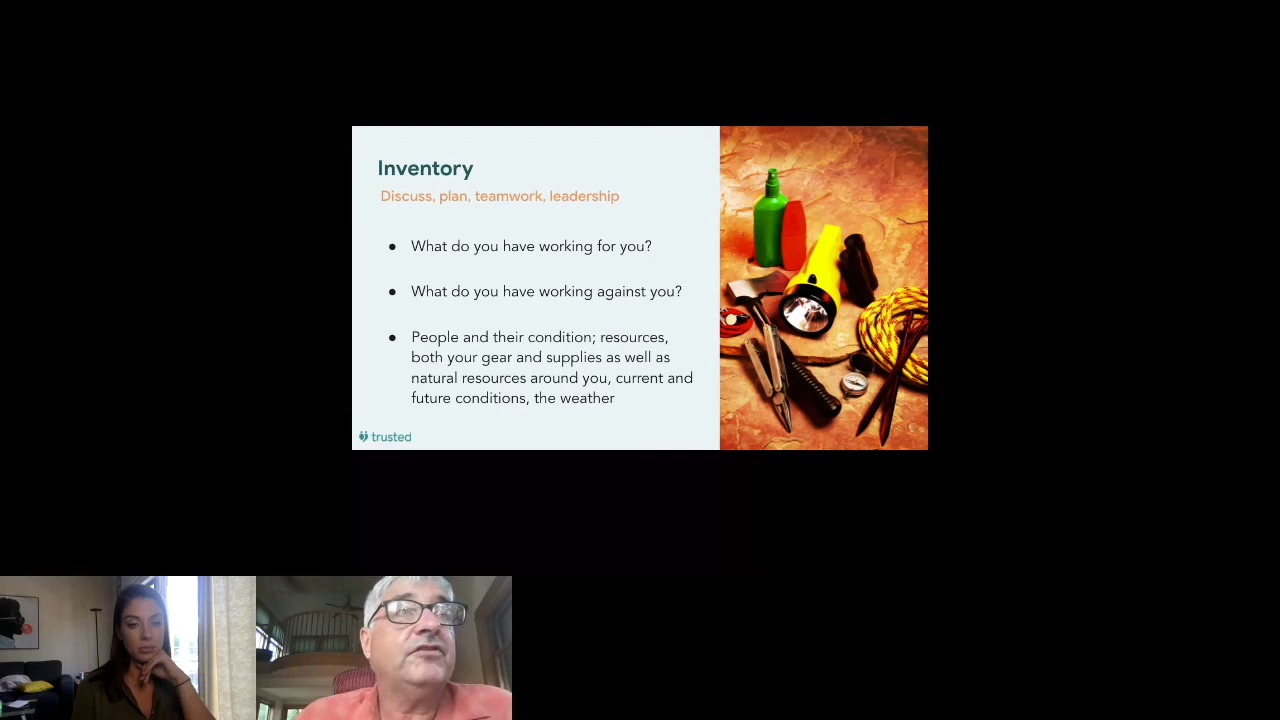 Inventory
Discuss, plan, teamwork, leadership
● What do you have working for you?
● What do you have working against you?
● People and their condition; resources,
both your gear and supplies as well as
natural resources around you, current and
future conditions, the weather
trusted